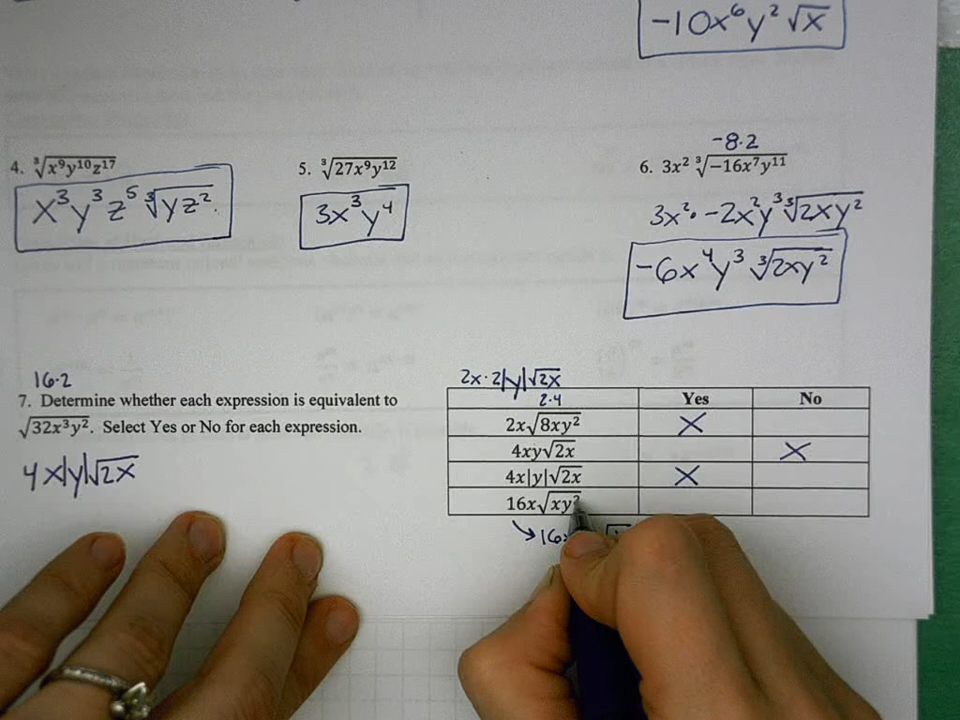 -10x⁶y²√x
4. ∛x⁹y¹⁰z¹⁷
x³y³z⁵ ∛yz²
5. ∛27x⁹y¹²
3x³y⁴
-8·2
6. 3x² ∛-16x⁷y¹¹
3x²·-2x²y³∛2xy²
-6x⁴y³ ∛2xy²
16·2
7. Determine whether each expression is equivalent to
√32x³y². Select Yes or No for each expression.
4x|y|√2x
2x·2|y|√2x
2·4
Yes No
2x√8xy² X
4xy√2x X
4x|y|√2x X
16x√xy²
→16x